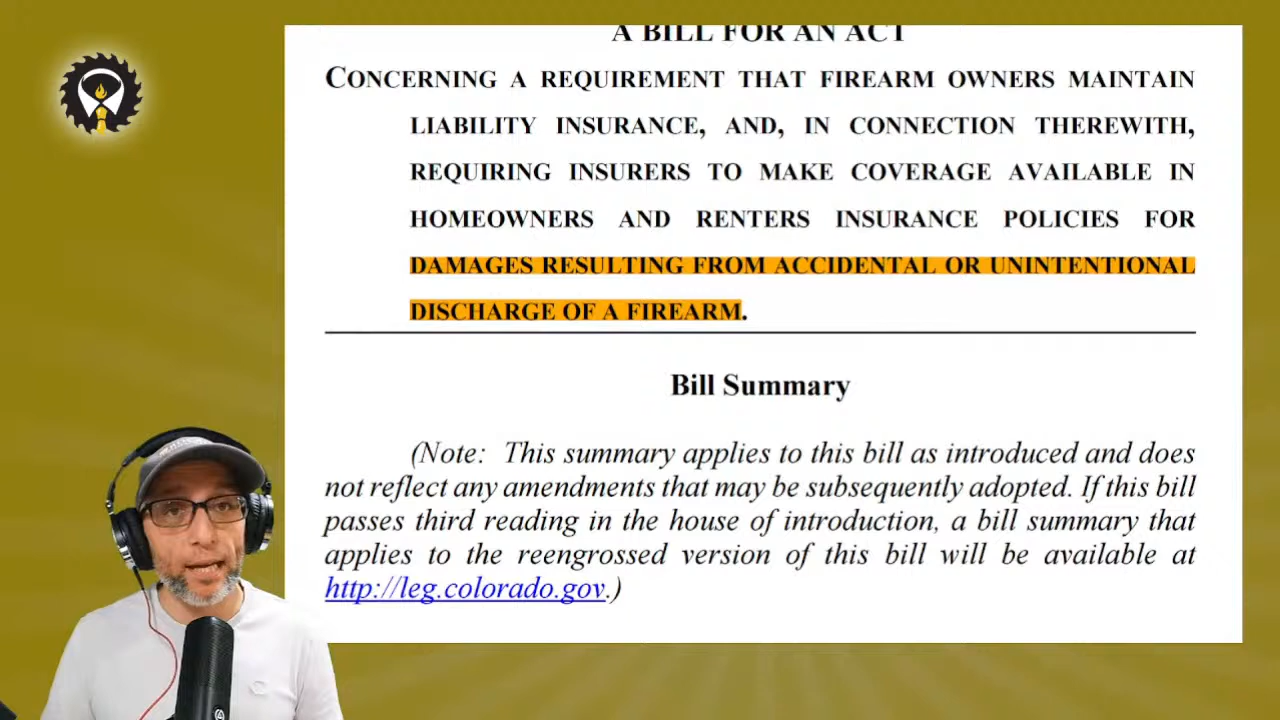 A BILL FOR AN ACT
CONCERNING A REQUIREMENT THAT FIREARM OWNERS MAINTAIN
LIABILITY INSURANCE, AND, IN CONNECTION THEREWITH,
REQUIRING INSURERS TO MAKE COVERAGE AVAILABLE IN
HOMEOWNERS AND RENTERS INSURANCE POLICIES FOR
DAMAGES RESULTING FROM ACCIDENTAL OR UNINTENTIONAL
DISCHARGE OF A FIREARM.
Bill Summary
(Note: This summary applies to this bill as introduced and does
not reflect any amendments that may be subsequently adopted. If this bill
passes third reading in the house of introduction, a bill summary that
applies to the reengrossed version of this bill will be available at
http://leg.colorado.gov.)